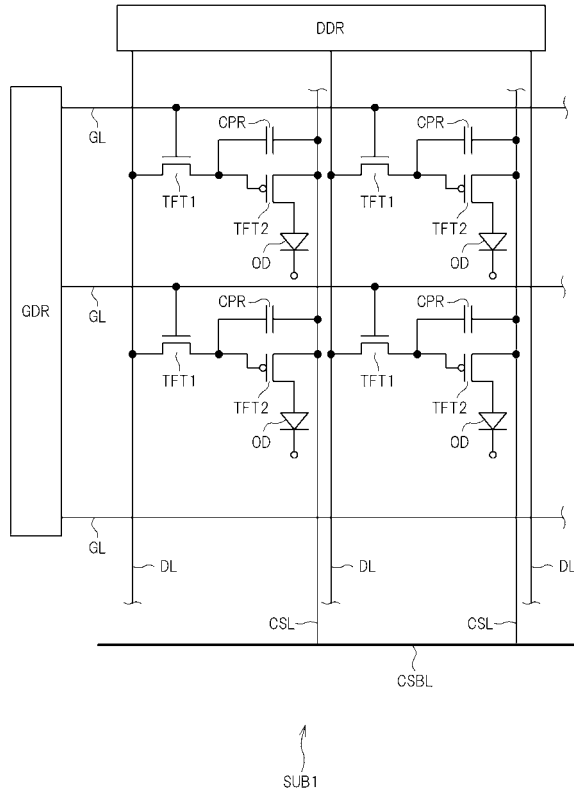 DDR
GL
CPR
CPR
TFT1
TFT1
TFT2
TFT2
OD
OD
GDR
GL
CPR
CPR
TFT1
TFT1
TFT2
TFT2
OD
OD
GL
DL
DL
DL
CSL
CSL
CSBL
SUB1